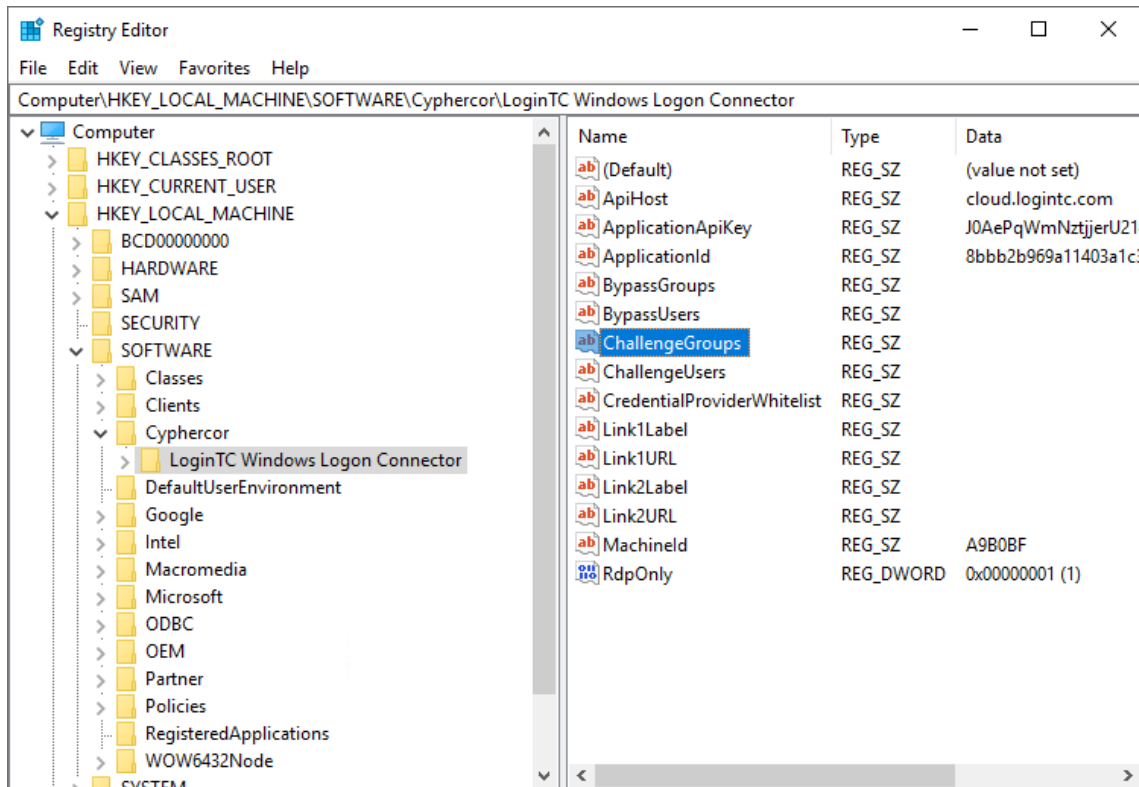 Registry Editor
File Edit View Favorites Help
Computer\HKEY_LOCAL_MACHINE\SOFTWARE\Cyphercor\LoginTC Windows Logon Connector
Computer
HKEY_CLASSES_ROOT
HKEY_CURRENT_USER
HKEY_LOCAL_MACHINE
BCD00000000
HARDWARE
SAM
SECURITY
SOFTWARE
Classes
Clients
Cyphercor
LoginTC Windows Logon Connector
DefaultUserEnvironment
Google
Intel
Macromedia
Microsoft
ODBC
OEM
Partner
Policies
RegisteredApplications
WOW6432Node
SYSTEM
Name Type Data
(Default) REG_SZ (value not set)
ApiHost REG_SZ cloud.logintc.com
ApplicationApiKey REG_SZ J0AePqWmNztjjerU21
ApplicationId REG_SZ 8bbb2b969a11403a1c3
BypassGroups REG_SZ
BypassUsers REG_SZ
ChallengeGroups REG_SZ
ChallengeUsers REG_SZ
CredentialProviderWhitelist REG_SZ
Link1Label REG_SZ
Link1URL REG_SZ
Link2Label REG_SZ
Link2URL REG_SZ
MachineId REG_SZ A9B0BF
RdpOnly REG_DWORD 0x00000001 (1)